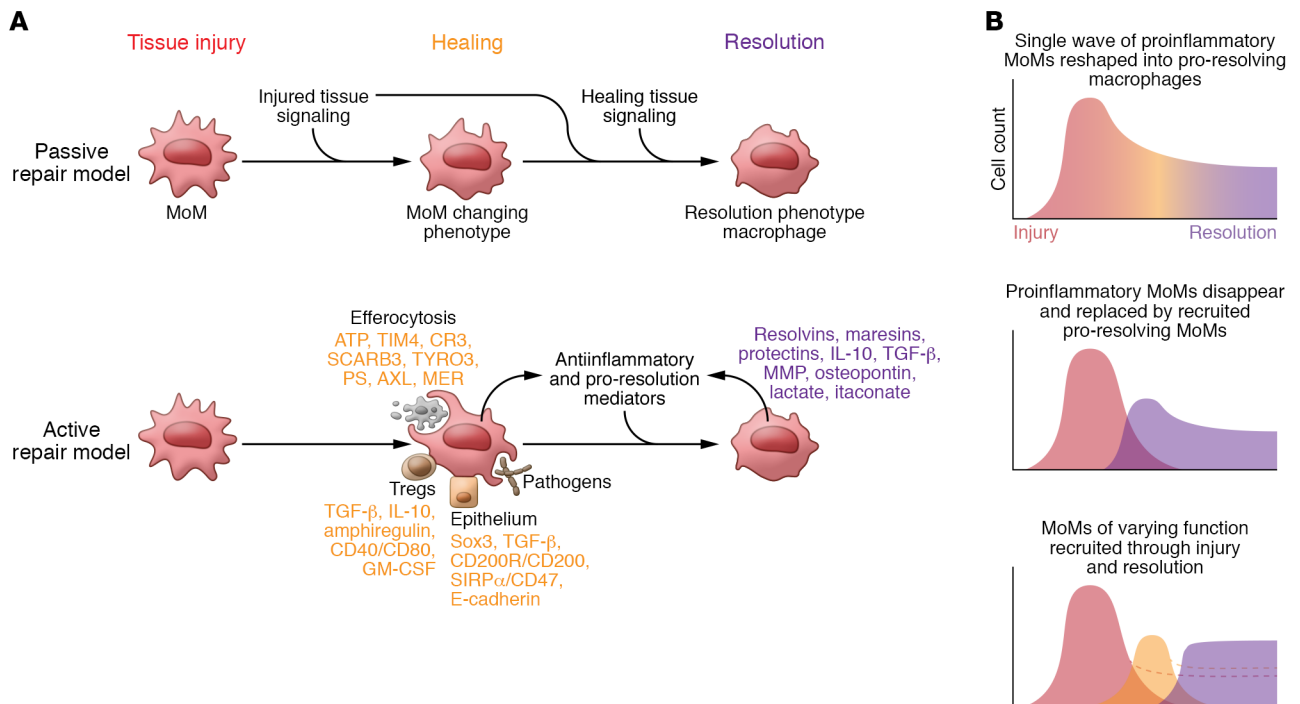 A
Tissue injury
Healing
Resolution
Passive
repair model
MoM
Injured tissue
signaling
MoM changing
phenotype
Healing tissue
signaling
Resolution phenotype
macrophage
Active
repair model
Efferocytosis
ATP, TIM4, CR3,
SCARB3, TYRO3,
PS, AXL, MER
Tregs
TGF-β, IL-10,
amphiregulin,
CD40/CD80,
GM-CSF
Epithelium
Sox3, TGF-β,
CD200R/CD200,
SIRPα/CD47,
E-cadherin
Pathogens
Antiinflammatory
and pro-resolution
mediators
Resolvins, maresins,
protectins, IL-10, TGF-β,
MMP, osteopontin,
lactate, itaconate
B
Single wave of proinflammatory
MoMs reshaped into pro-resolving
macrophages
Cell count
Injury
Resolution
Proinflammatory MoMs disappear
and replaced by recruited
pro-resolving MoMs
MoMs of varying function
recruited through injury
and resolution